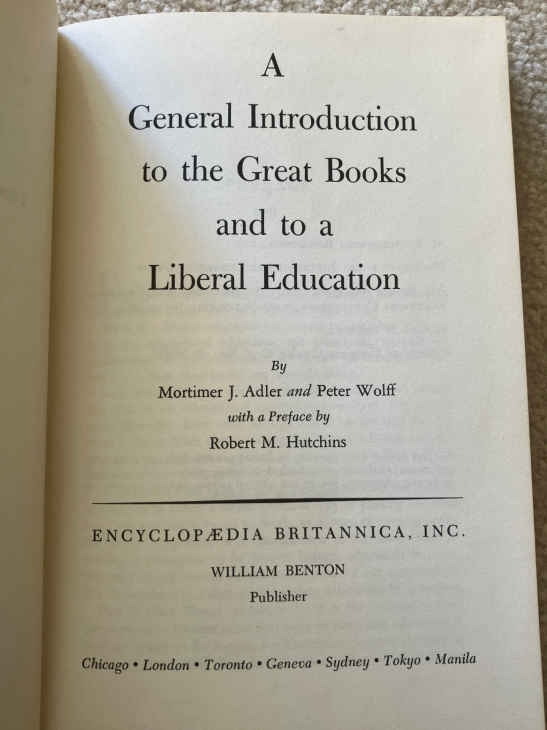 A
General Introduction
to the Great Books
and to a
Liberal Education
By
Mortimer J. Adler and Peter Wolff
with a Preface by
Robert M. Hutchins
ENCYCLOPÆDIA BRITANNICA, INC.
WILLIAM BENTON
Publisher
Chicago • London • Toronto • Geneva • Sydney • Tokyo • Manila